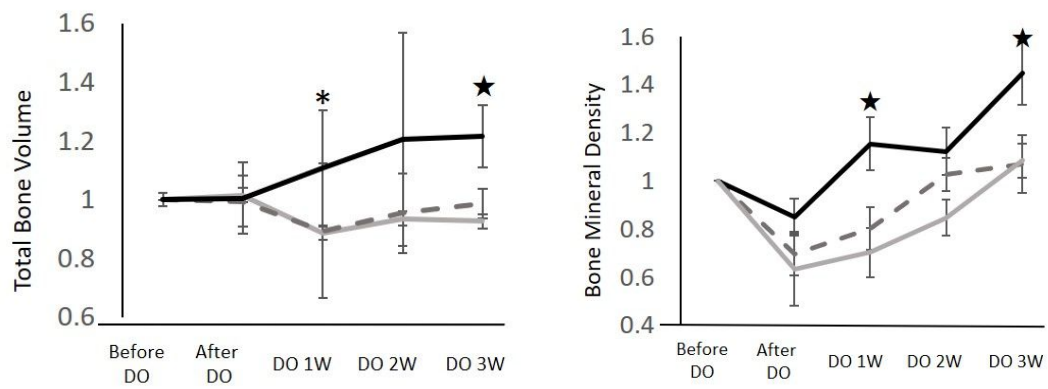 Total Bone Volume
1.6
1.4
1.2
1
0.8
0.6
*
★
Before DO
After DO
DO 1W
DO 2W
DO 3W
Bone Mineral Density
1.6
1.4
1.2
1
0.8
0.6
0.4
★
★
Before DO
After DO
DO 1W
DO 2W
DO 3W